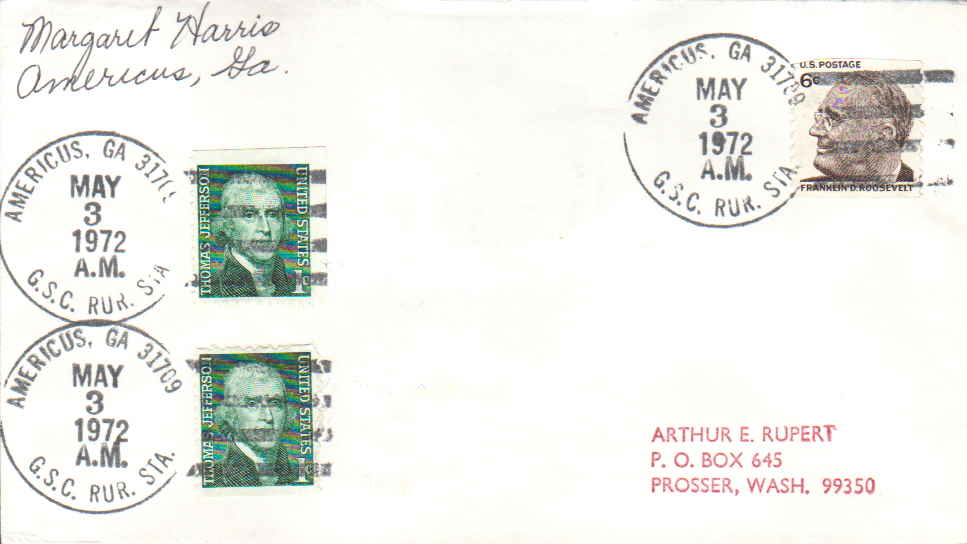 Margaret Harris
Americus, Ga.
AMERICUS, GA 31709
MAY
3
1972
A.M.
G.S.C. RUR. STA.
U.S. POSTAGE
6c
FRANKLIN D. ROOSEVELT
AMERICUS, GA 3170
MAY
3
1972
A.M.
G.S.C. RUR. STA
THOMAS JEFFERSON
UNITED STATES 1c
AMERICUS, GA 31709
MAY
3
1972
A.M.
G.S.C. RUR. STA.
THOMAS JEFFERSON
UNITED STATES 1c
ARTHUR E. RUPERT
P. O. BOX 645
PROSSER, WASH. 99350